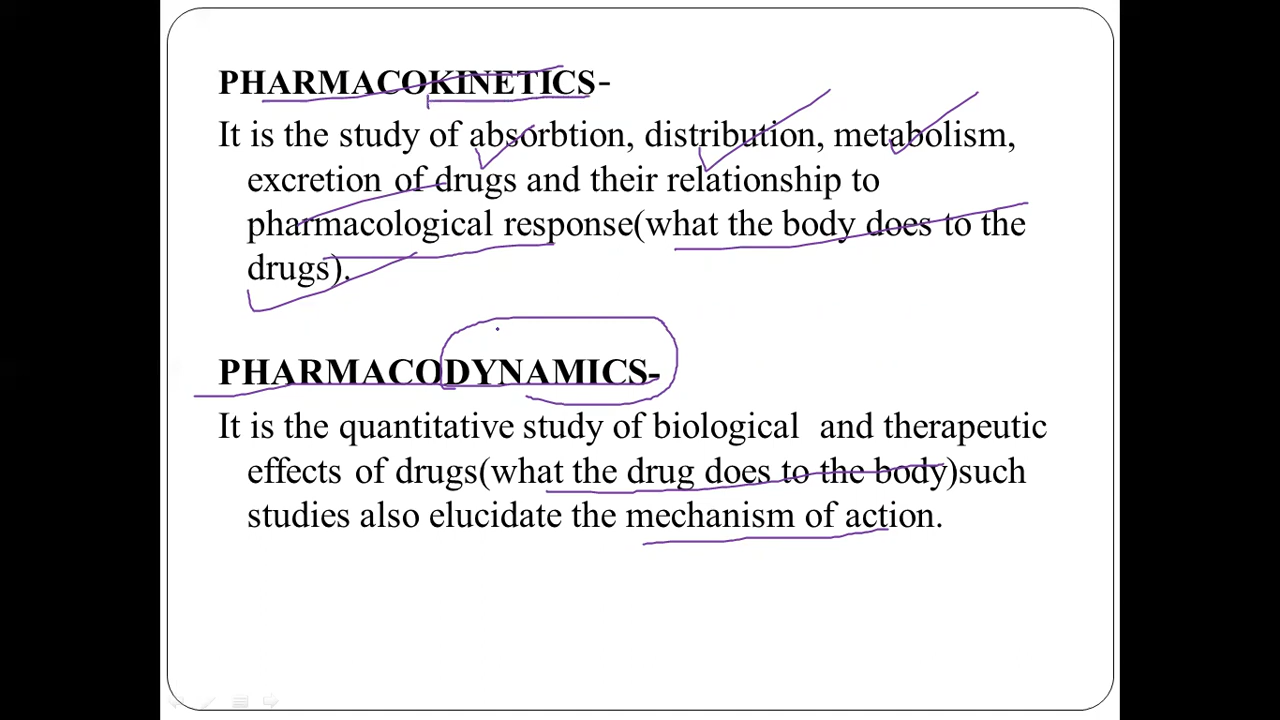 PHARMACOKINETICS-
It is the study of absorbtion, distribution, metabolism,
excretion of drugs and their relationship to
pharmacological response(what the body does to the
drugs).
PHARMACODYNAMICS-
It is the quantitative study of biological and therapeutic
effects of drugs(what the drug does to the body)such
studies also elucidate the mechanism of action.